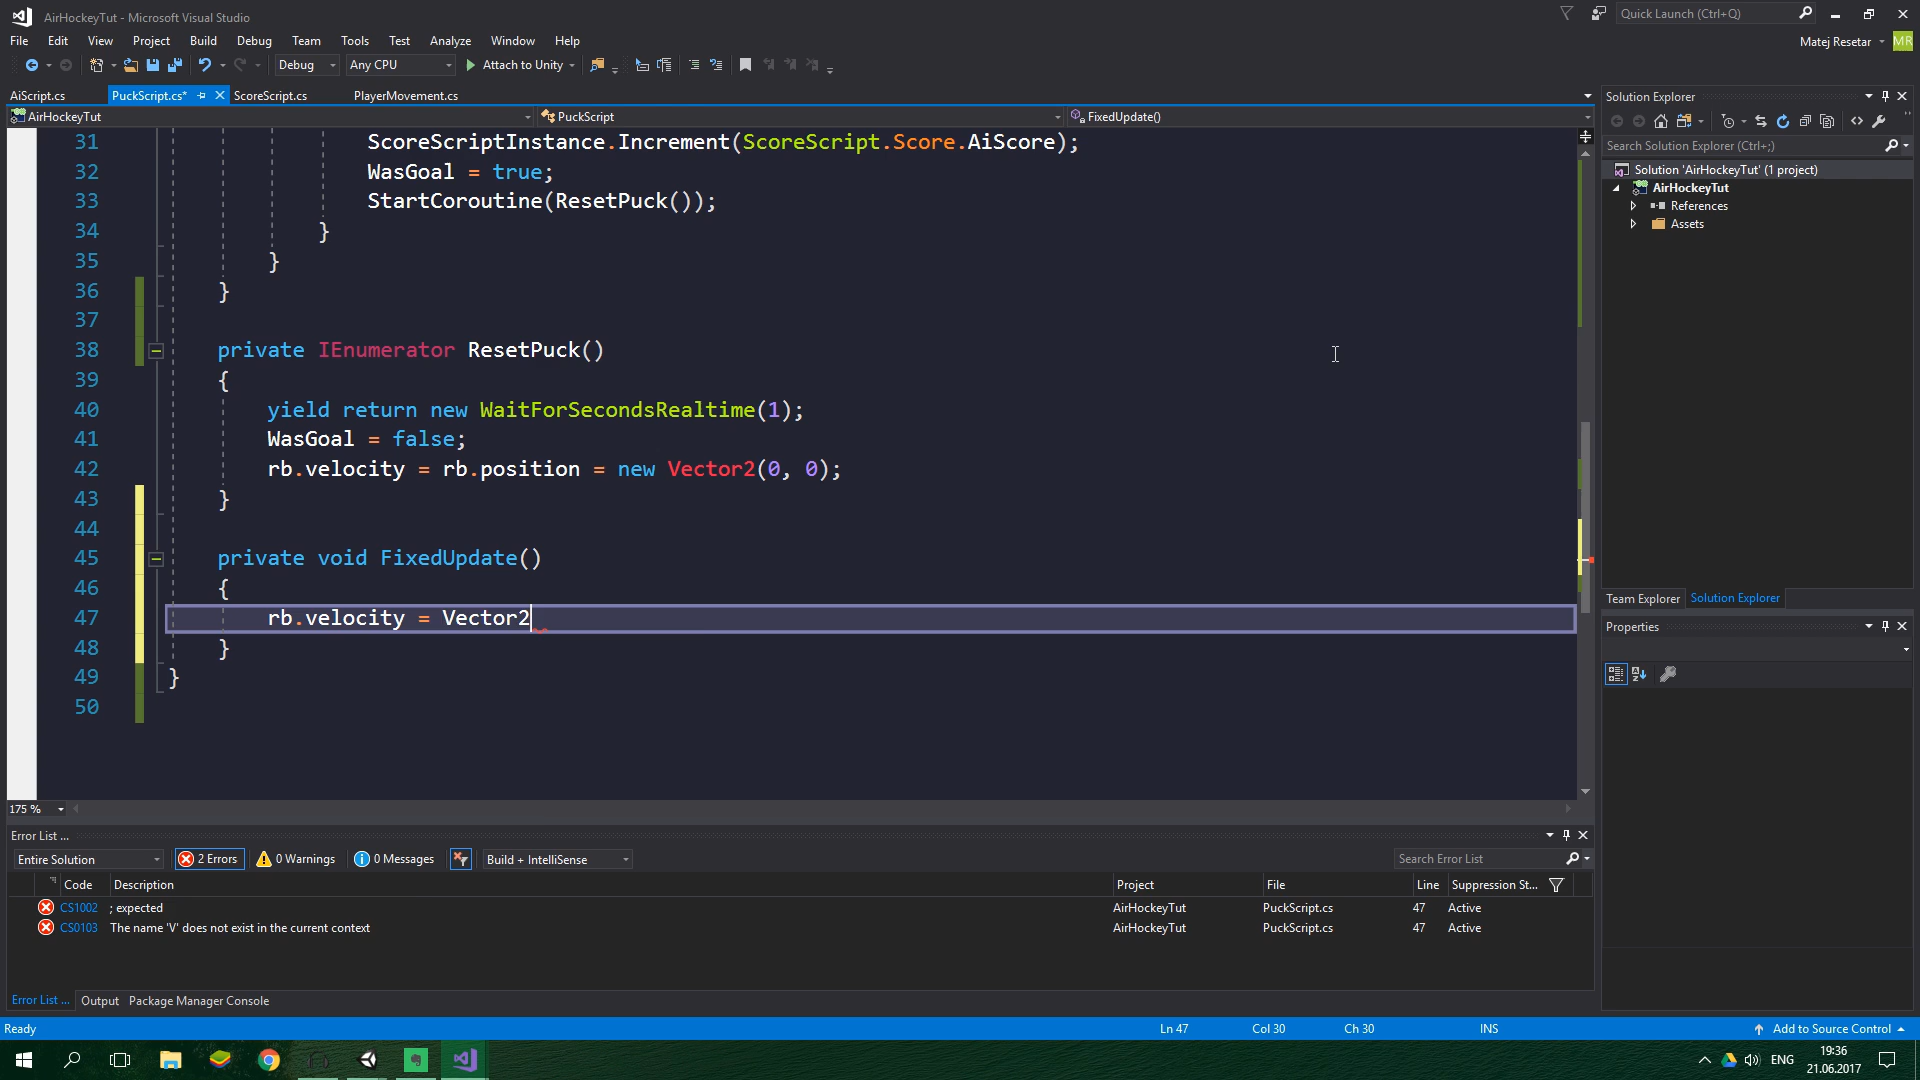 AirHockeyTut - Microsoft Visual Studio
Quick Launch (Ctrl+Q)
File Edit View Project Build Debug Team Tools Test Analyze Window Help
Matej Resetar MR
Debug Any CPU Attach to Unity
AiScript.cs PuckScript.cs* ScoreScript.cs PlayerMovement.cs
AirHockeyTut PuckScript FixedUpdate()
31 ScoreScriptInstance.Increment(ScoreScript.Score.AiScore);
32 WasGoal = true;
33 StartCoroutine(ResetPuck());
34 }
35 }
36 }
37
38 private IEnumerator ResetPuck()
39 {
40 yield return new WaitForSecondsRealtime(1);
41 WasGoal = false;
42 rb.velocity = rb.position = new Vector2(0, 0);
43 }
44
45 private void FixedUpdate()
46 {
47 rb.velocity = Vector2
48 }
49 }
50
175 %
Solution Explorer
Search Solution Explorer (Ctrl+;)
Solution 'AirHockeyTut' (1 project)
AirHockeyTut
References
Assets
Team Explorer Solution Explorer
Properties
Error List ...
Entire Solution 2 Errors 0 Warnings 0 Messages Build + IntelliSense Search Error List
Code Description Project File Line Suppression St...
CS1002 ; expected AirHockeyTut PuckScript.cs 47 Active
CS0103 The name 'V' does not exist in the current context AirHockeyTut PuckScript.cs 47 Active
Error List ... Output Package Manager Console
Ready Ln 47 Col 30 Ch 30 INS Add to Source Control
ENG 19:36
21.06.2017